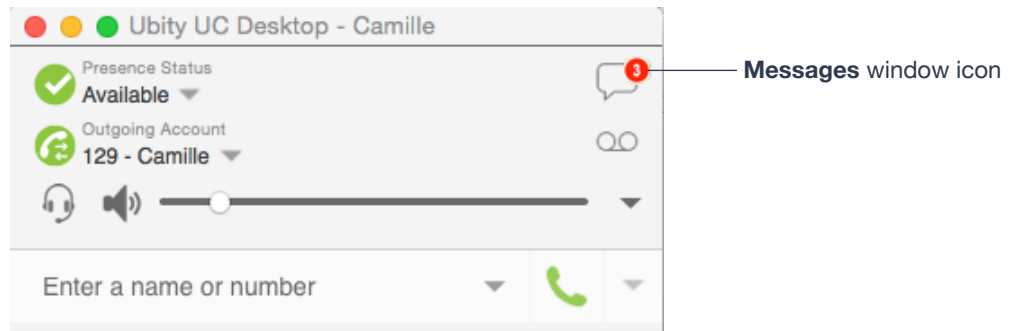 Ubity UC Desktop - Camille
Presence Status
3
Messages window icon
Available
Outgoing Account
129 - Camille
Enter a name or number